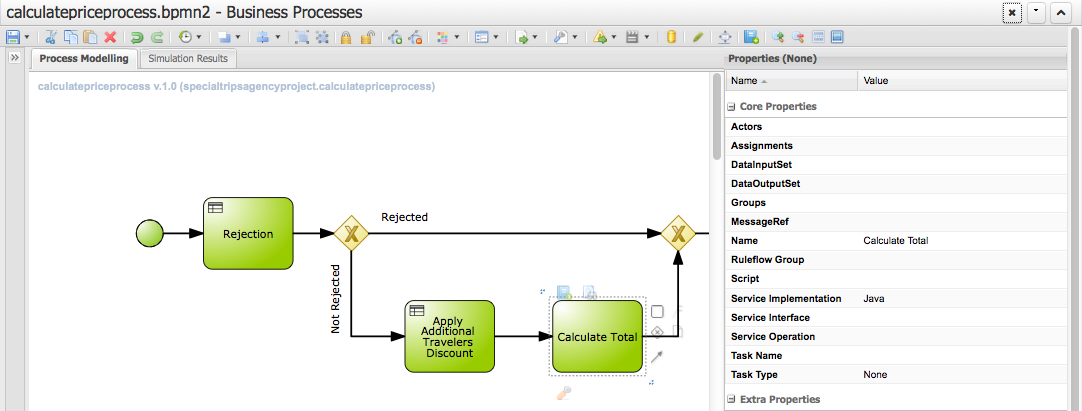 calculatepriceprocess.bpmn2 - Business Processes
Process Modelling
Simulation Results
Properties (None)
calculatepriceprocess v.1.0 (specialtripsagencyproject.calculatepriceprocess)
Name
Value
Core Properties
Actors
Assignments
DataInputSet
DataOutputSet
Groups
MessageRef
Name Calculate Total
Ruleflow Group
Script
Service Implementation Java
Service Interface
Service Operation
Task Name
Task Type None
Extra Properties
Rejection
X
Rejected
X
Not Rejected
Apply
Additional
Travelers
Discount
Calculate Total